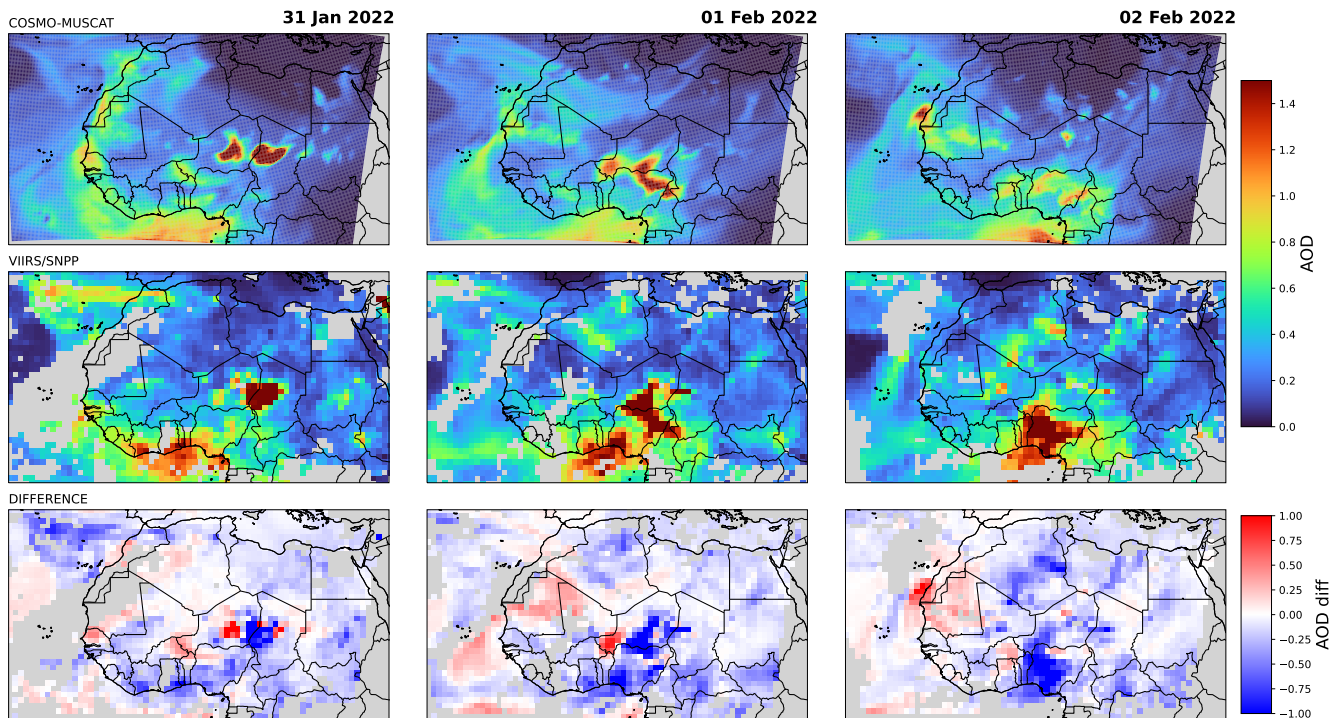 COSMO-MUSCAT
31 Jan 2022
01 Feb 2022
02 Feb 2022
1.4
1.2
1.0
0.8
0.6
0.4
0.2
0.0
AOD
VIIRS/SNPP
DIFFERENCE
1.00
0.75
0.50
0.25
0.00
−0.25
−0.50
−0.75
−1.00
AOD diff